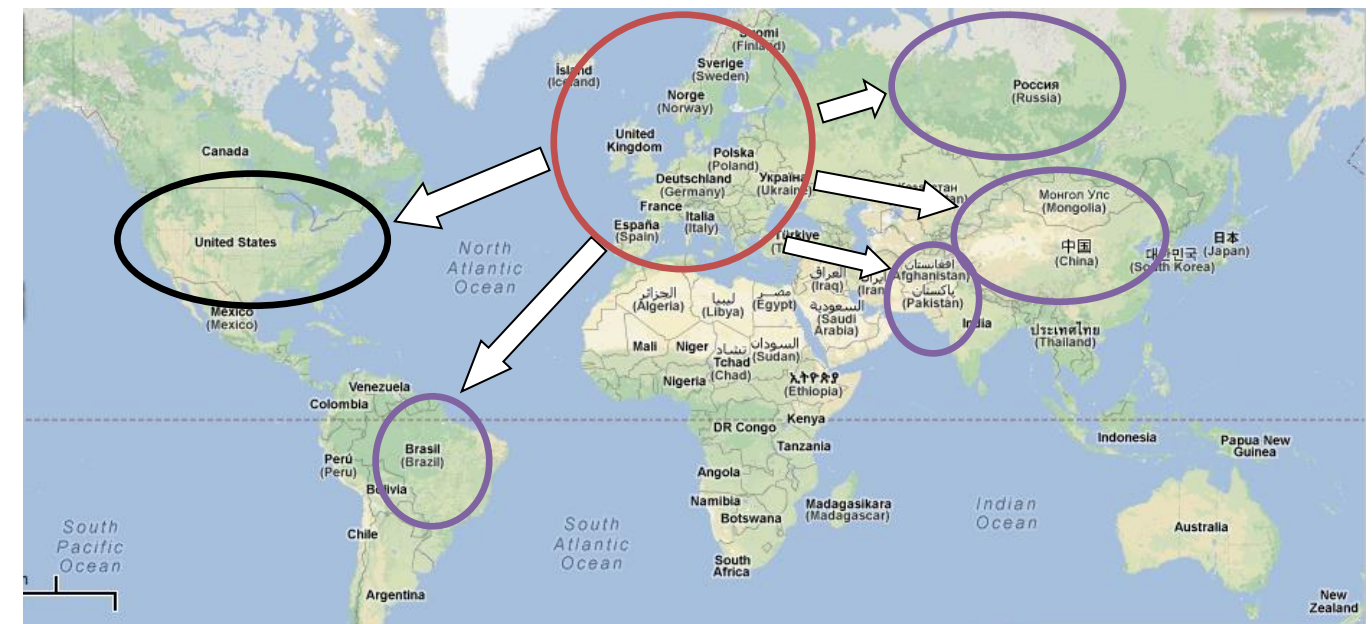 Suomi
(Finland)
Ísland
(Iceland)
Sverige
(Sweden)
Norge
(Norway)
Россия
(Russia)
United
Kingdom
Canada
Polska
(Poland)
Deutschland
(Germany)
Україна
(Ukraine)
France
Italia
(Italy)
España
(Spain)
Монгол Улс
(Mongolia)
United States
North
Atlantic
Ocean
Türkiye
中国
(China)
대한민국
(South Korea)
日本
(Japan)
افغانستان
(Afghanistan)
پاکستان
(Pakistan)
العراق
(Iraq)
(Iran
الجزائر
(Algeria)
ليبيا
(Libya)
مصر
(Egypt)
السعودية
(Saudi
Arabia)
México
(Mexico)
India
ประเทศไทย
(Thailand)
Mali
Niger
تشاد
Tchad
(Chad)
السودان
(Sudan)
Nigeria
ኢትዮጵያ
(Ethiopia)
Venezuela
Colombia
Kenya
DR Congo
Tanzania
Indonesia
Papua New
Guinea
Brasil
(Brazil)
Perú
(Peru)
Bolivia
Angola
Namibia
Botswana
Madagasikara
(Madagascar)
Indian
Ocean
Australia
South
Pacific
Ocean
Chile
South
Atlantic
Ocean
South
Africa
Argentina
New
Zealand